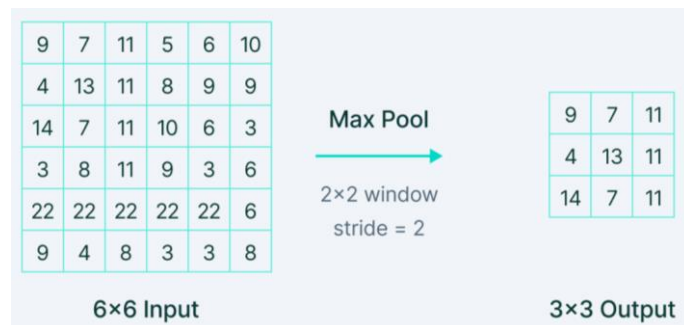 9 7 11 5 6 10
4 13 11 8 9 9
14 7 11 10 6 3
3 8 11 9 3 6
22 22 22 22 22 6
9 4 8 3 3 8
6×6 Input
Max Pool
2×2 window
stride = 2
9 7 11
4 13 11
14 7 11
3×3 Output